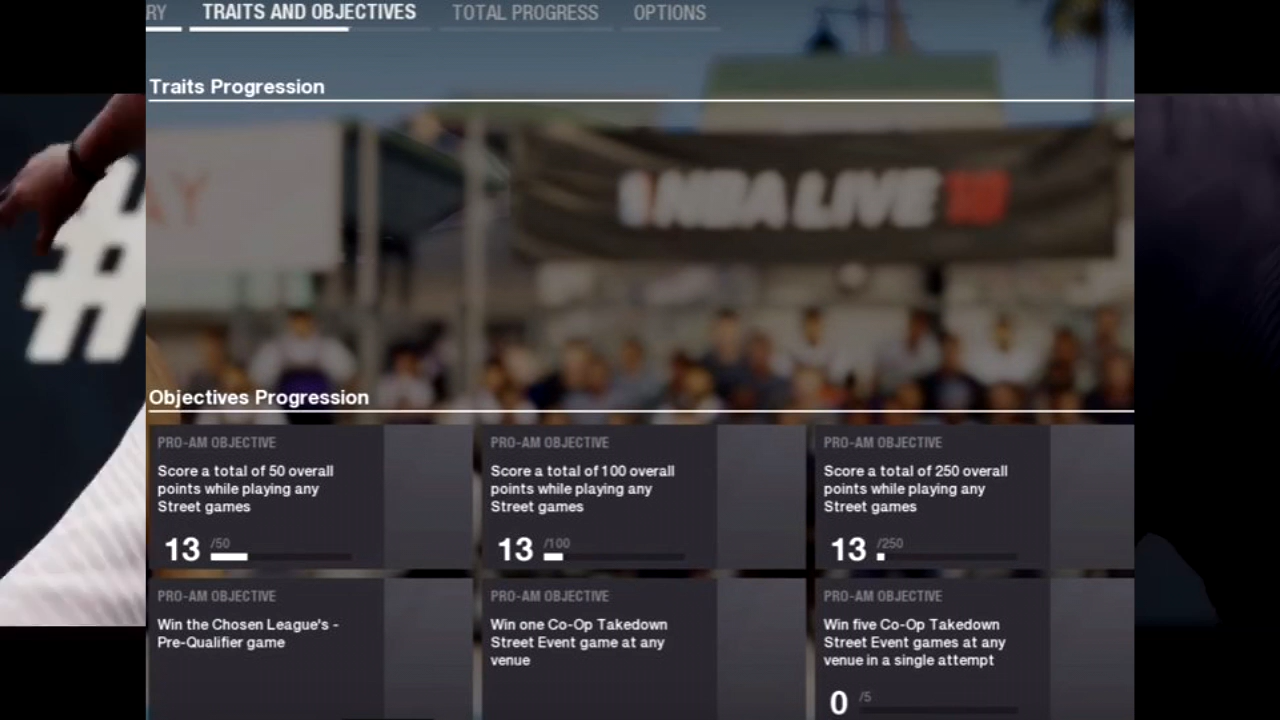 RY TRAITS AND OBJECTIVES TOTAL PROGRESS OPTIONS
Traits Progression
AY
NBA LIVE 18
#
Objectives Progression
PRO-AM OBJECTIVE
Score a total of 50 overall
points while playing any
Street games
13 /50
PRO-AM OBJECTIVE
Score a total of 100 overall
points while playing any
Street games
13 /100
PRO-AM OBJECTIVE
Score a total of 250 overall
points while playing any
Street games
13 /250
PRO-AM OBJECTIVE
Win the Chosen League's -
Pre-Qualifier game
PRO-AM OBJECTIVE
Win one Co-Op Takedown
Street Event game at any
venue
PRO-AM OBJECTIVE
Win five Co-Op Takedown
Street Event games at any
venue in a single attempt
0 /5